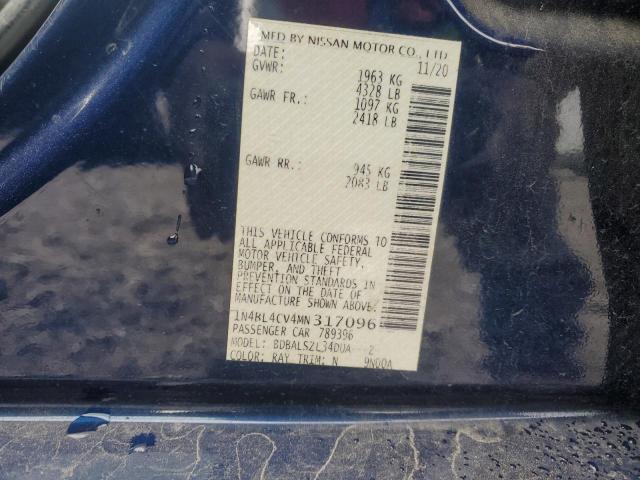 MFD BY NISSAN MOTOR CO., LTD
DATE: 11/20
GVWR: 1963 KG
4328 LB
GAWR FR.: 1097 KG
2418 LB
GAWR RR.: 945 KG
2083 LB
THIS VEHICLE CONFORMS TO
ALL APPLICABLE FEDERAL
MOTOR VEHICLE SAFETY,
BUMPER, AND THEFT
PREVENTION STANDARDS IN
EFFECT ON THE DATE OF
MANUFACTURE SHOWN ABOVE.
1N4BL4CV4MN317096
PASSENGER CAR 789396
MODEL: BDBALSZL34DUA 2
COLOR: RAY TRIM: N 9N00A